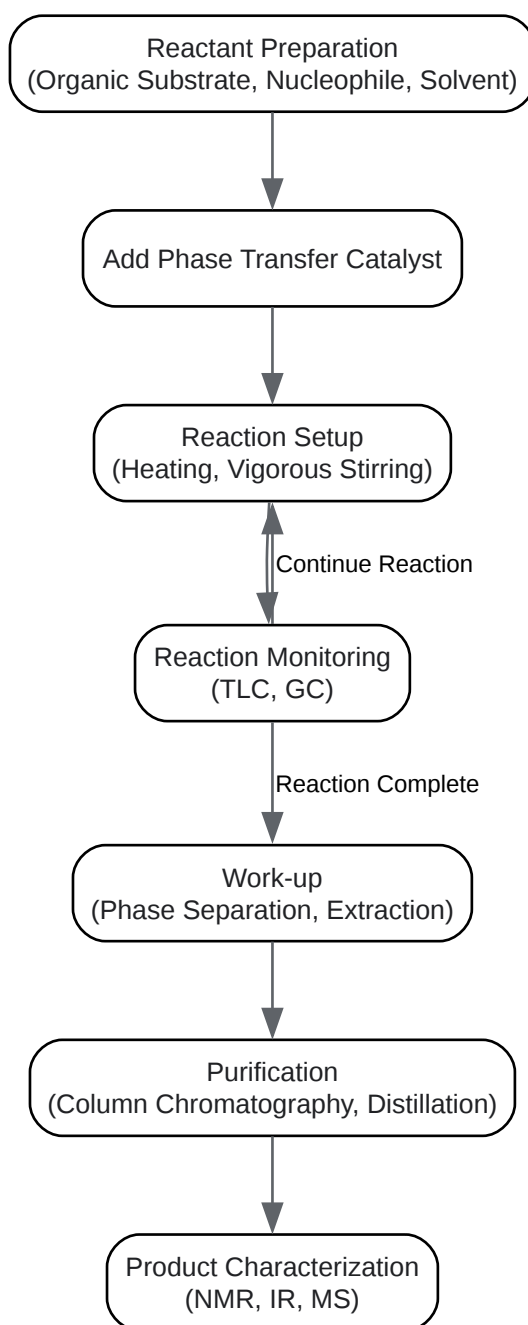 Reactant Preparation
(Organic Substrate, Nucleophile, Solvent)
Add Phase Transfer Catalyst
Reaction Setup
(Heating, Vigorous Stirring)
Continue Reaction
Reaction Monitoring
(TLC, GC)
Reaction Complete
Work-up
(Phase Separation, Extraction)
Purification
(Column Chromatography, Distillation)
Product Characterization
(NMR, IR, MS)